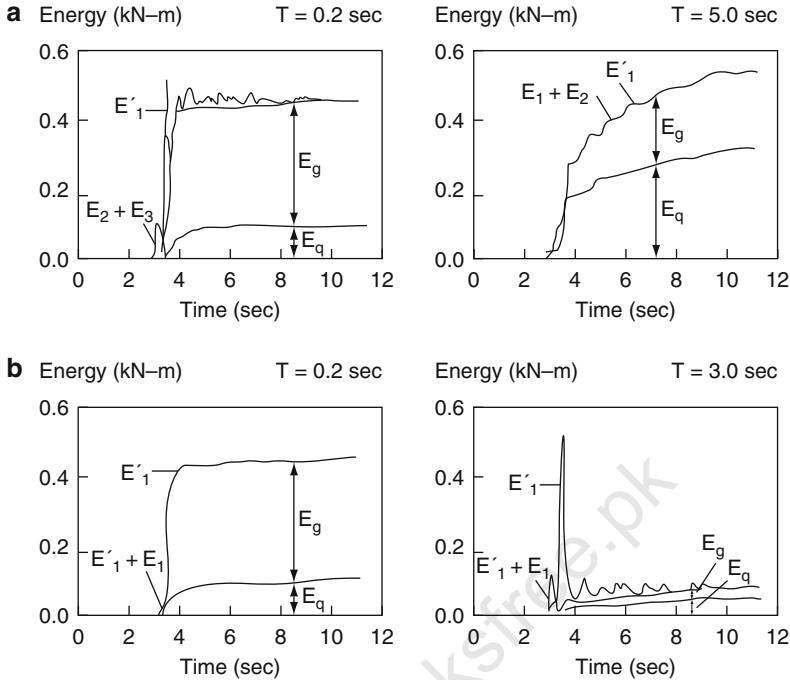 a Energy (kN–m) T = 0.2 sec
0.6
0.4
0.2
0
E´1
E2 + E3
Eg
Eq
0 2 4 6 8 10 12
Time (sec)
Energy (kN–m) T = 5.0 sec
0.6
0.4
0.2
0
E1 + E2
E´1
Eg
Eq
0 2 4 6 8 10 12
Time (sec)
b Energy (kN–m) T = 0.2 sec
0.6
0.4
0.2
0.0
E´1
E´1 + E1
Eg
Eq
0 2 4 6 8 10 12
Time (sec)
Energy (kN–m) T = 3.0 sec
0.6
0.4
0.2
0.0
E´1
E´1 + E1
Eg
Eq
0 2 4 6 8 10 12
Time (sec)
ksfree.pk